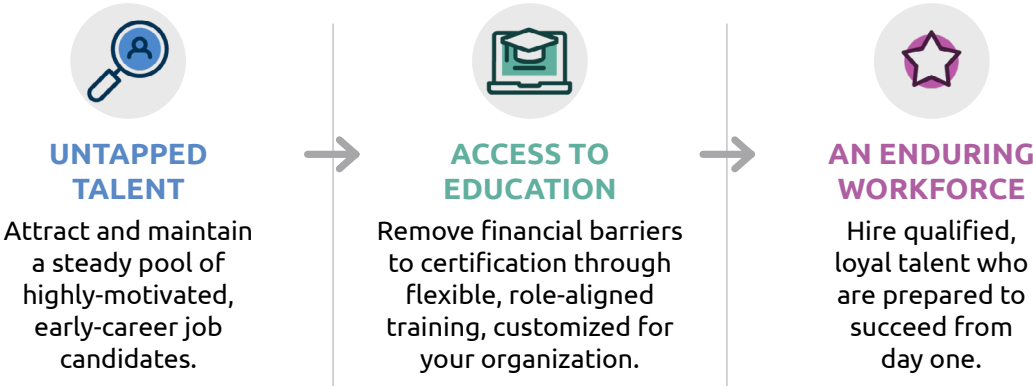 UNTAPPED
TALENT
Attract and maintain
a steady pool of
highly-motivated,
early-career job
candidates.
ACCESS TO
EDUCATION
Remove financial barriers
to certification through
flexible, role-aligned
training, customized for
your organization.
AN ENDURING
WORKFORCE
Hire qualified,
loyal talent who
are prepared to
succeed from
day one.